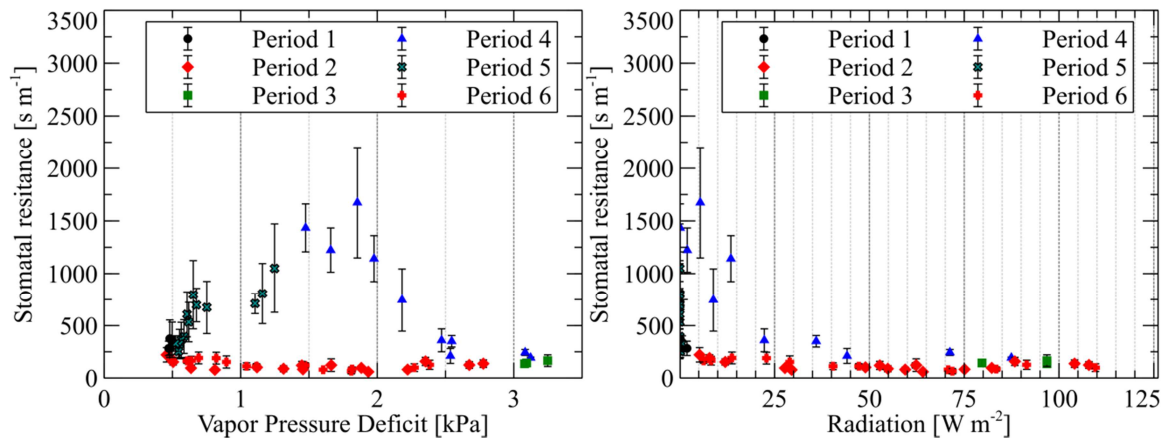 3500
3000
2500
2000
1500
1000
500
0
Stomatal resitance [s m-1]
Period 1
Period 2
Period 3
Period 4
Period 5
Period 6
0 1 2 3
Vapor Pressure Deficit [kPa]
3500
3000
2500
2000
1500
1000
500
0
Stomatal resitance [s m-1]
Period 1
Period 2
Period 3
Period 4
Period 5
Period 6
25 50 75 100 125
Radiation [W m-2]